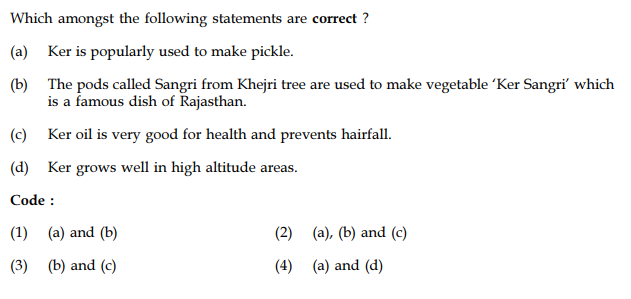 Which amongst the following statements are correct ?
(a) Ker is popularly used to make pickle.
(b) The pods called Sangri from Khejri tree are used to make vegetable ‘Ker Sangri’ which
is a famous dish of Rajasthan.
(c) Ker oil is very good for health and prevents hairfall.
(d) Ker grows well in high altitude areas.
Code :
(1) (a) and (b) (2) (a), (b) and (c)
(3) (b) and (c) (4) (a) and (d)